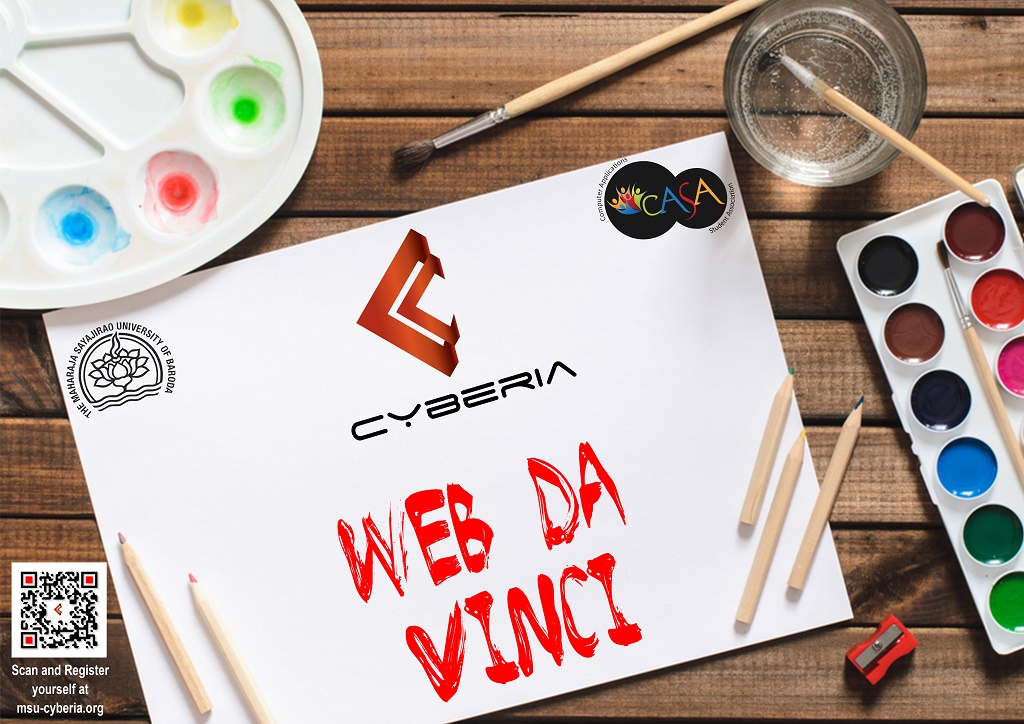 Computer Applications
CASA
Student Association
THE MAHARAJA SAYAJIRAO UNIVERSITY OF BARODA
CYBERIA
WEB DA
VINCI
Scan and Register
yourself at
msu-cyberia.org